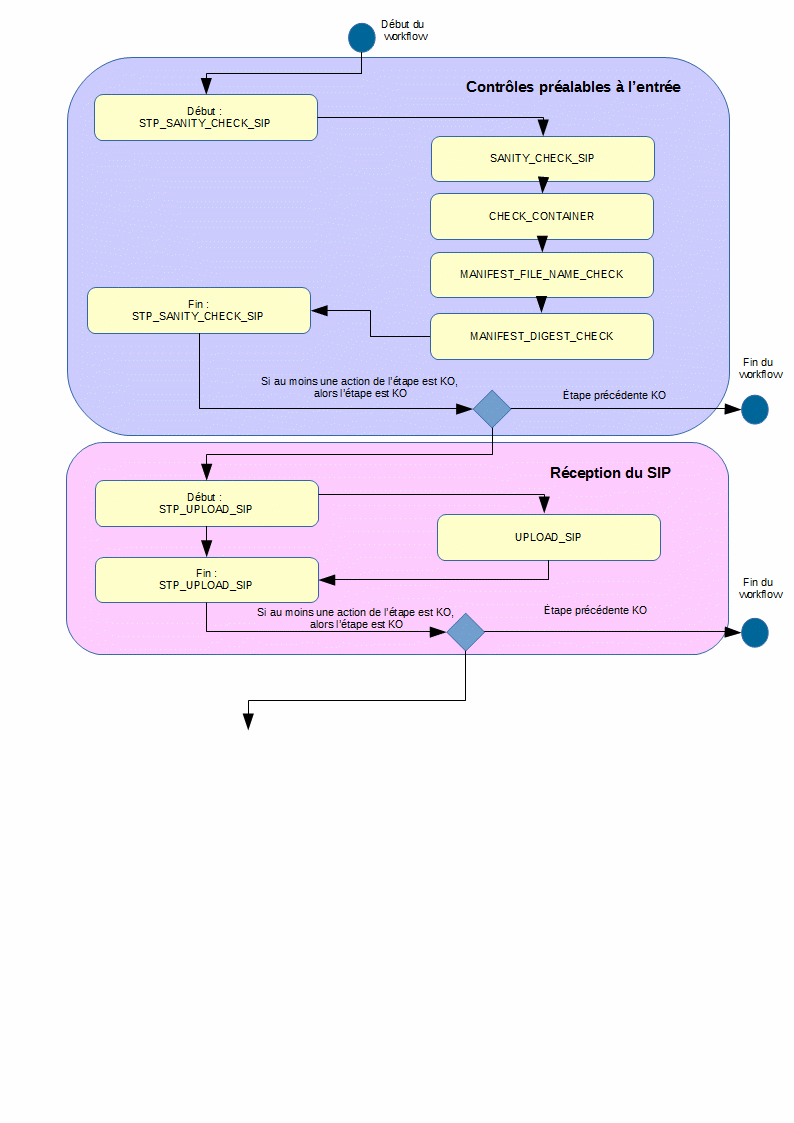 Début du
workflow
Contrôles préalables à l'entrée
Début :
STP_SANITY_CHECK_SIP
SANITY_CHECK_SIP
CHECK_CONTAINER
MANIFEST_FILE_NAME_CHECK
Fin :
STP_SANITY_CHECK_SIP
MANIFEST_DIGEST_CHECK
Si au moins une action de l'étape est KO,
alors l'étape est KO
Étape précédente KO
Fin du
workflow
Réception du SIP
Début :
STP_UPLOAD_SIP
UPLOAD_SIP
Fin :
STP_UPLOAD_SIP
Si au moins une action de l'étape est KO,
alors l'étape est KO
Étape précédente KO
Fin du
workflow